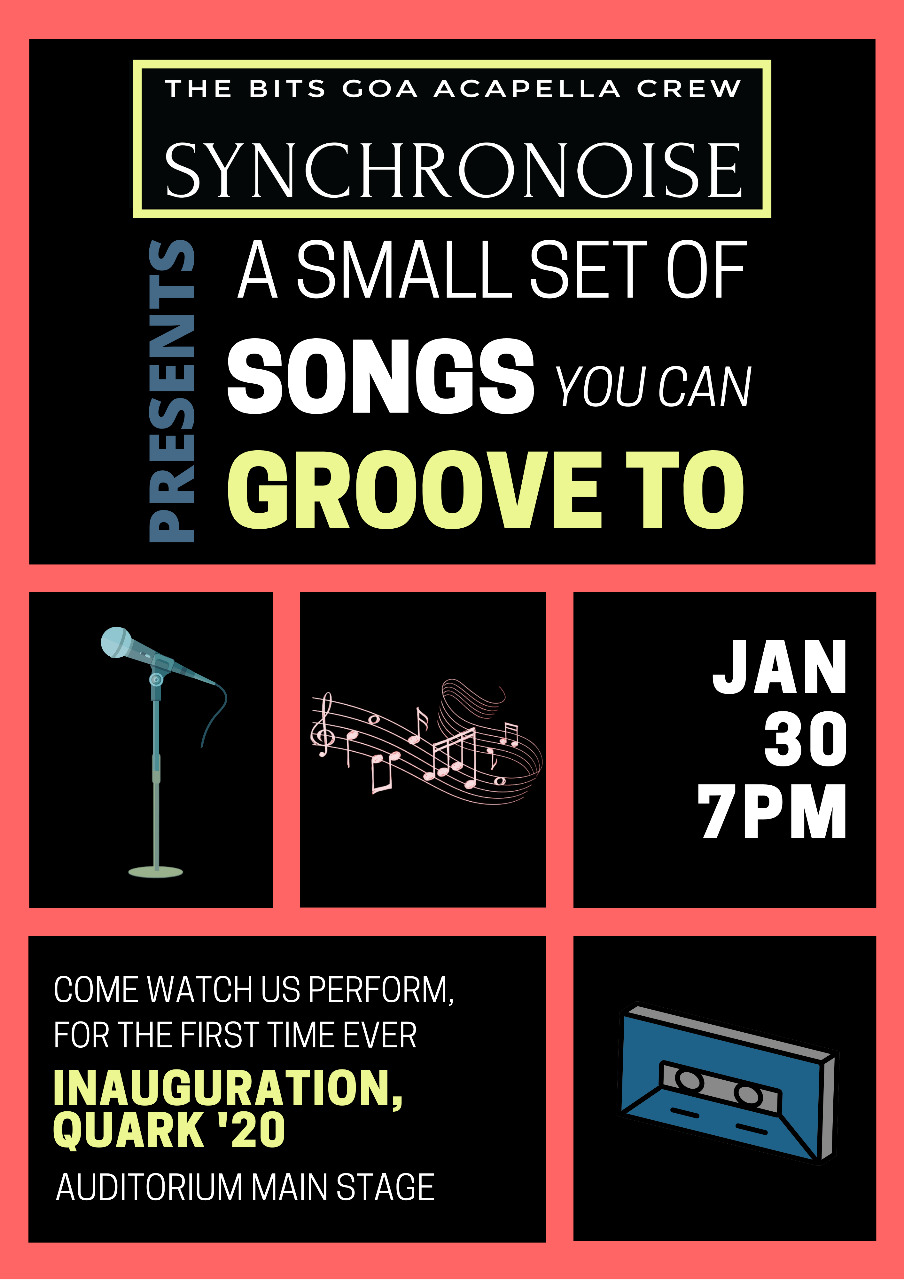 THE BITS GOA ACAPELLA CREW
SYNCHRONOISE
PRESENTS
A SMALL SET OF
SONGS YOU CAN
GROOVE TO
JAN
30
7PM
COME WATCH US PERFORM,
FOR THE FIRST TIME EVER
INAUGURATION,
QUARK '20
AUDITORIUM MAIN STAGE